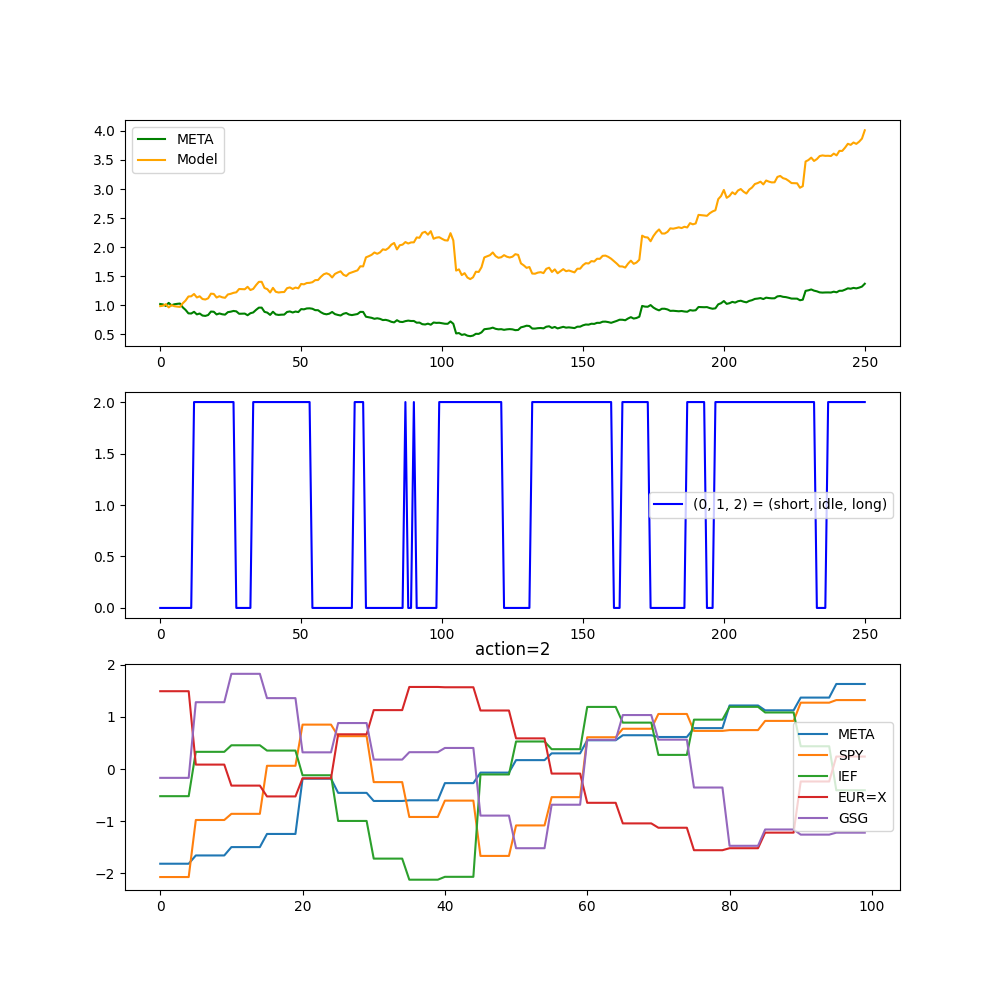 4.0
3.5
3.0
2.5
2.0
1.5
1.0
0.5
META
Model
0 50 100 150 200 250
2.0
1.5
1.0
0.5
0.0
(0, 1, 2) = (short, idle, long)
0 50 100 150 200 250
action=2
2
1
0
−1
−2
META
SPY
IEF
EUR=X
GSG
0 20 40 60 80 100